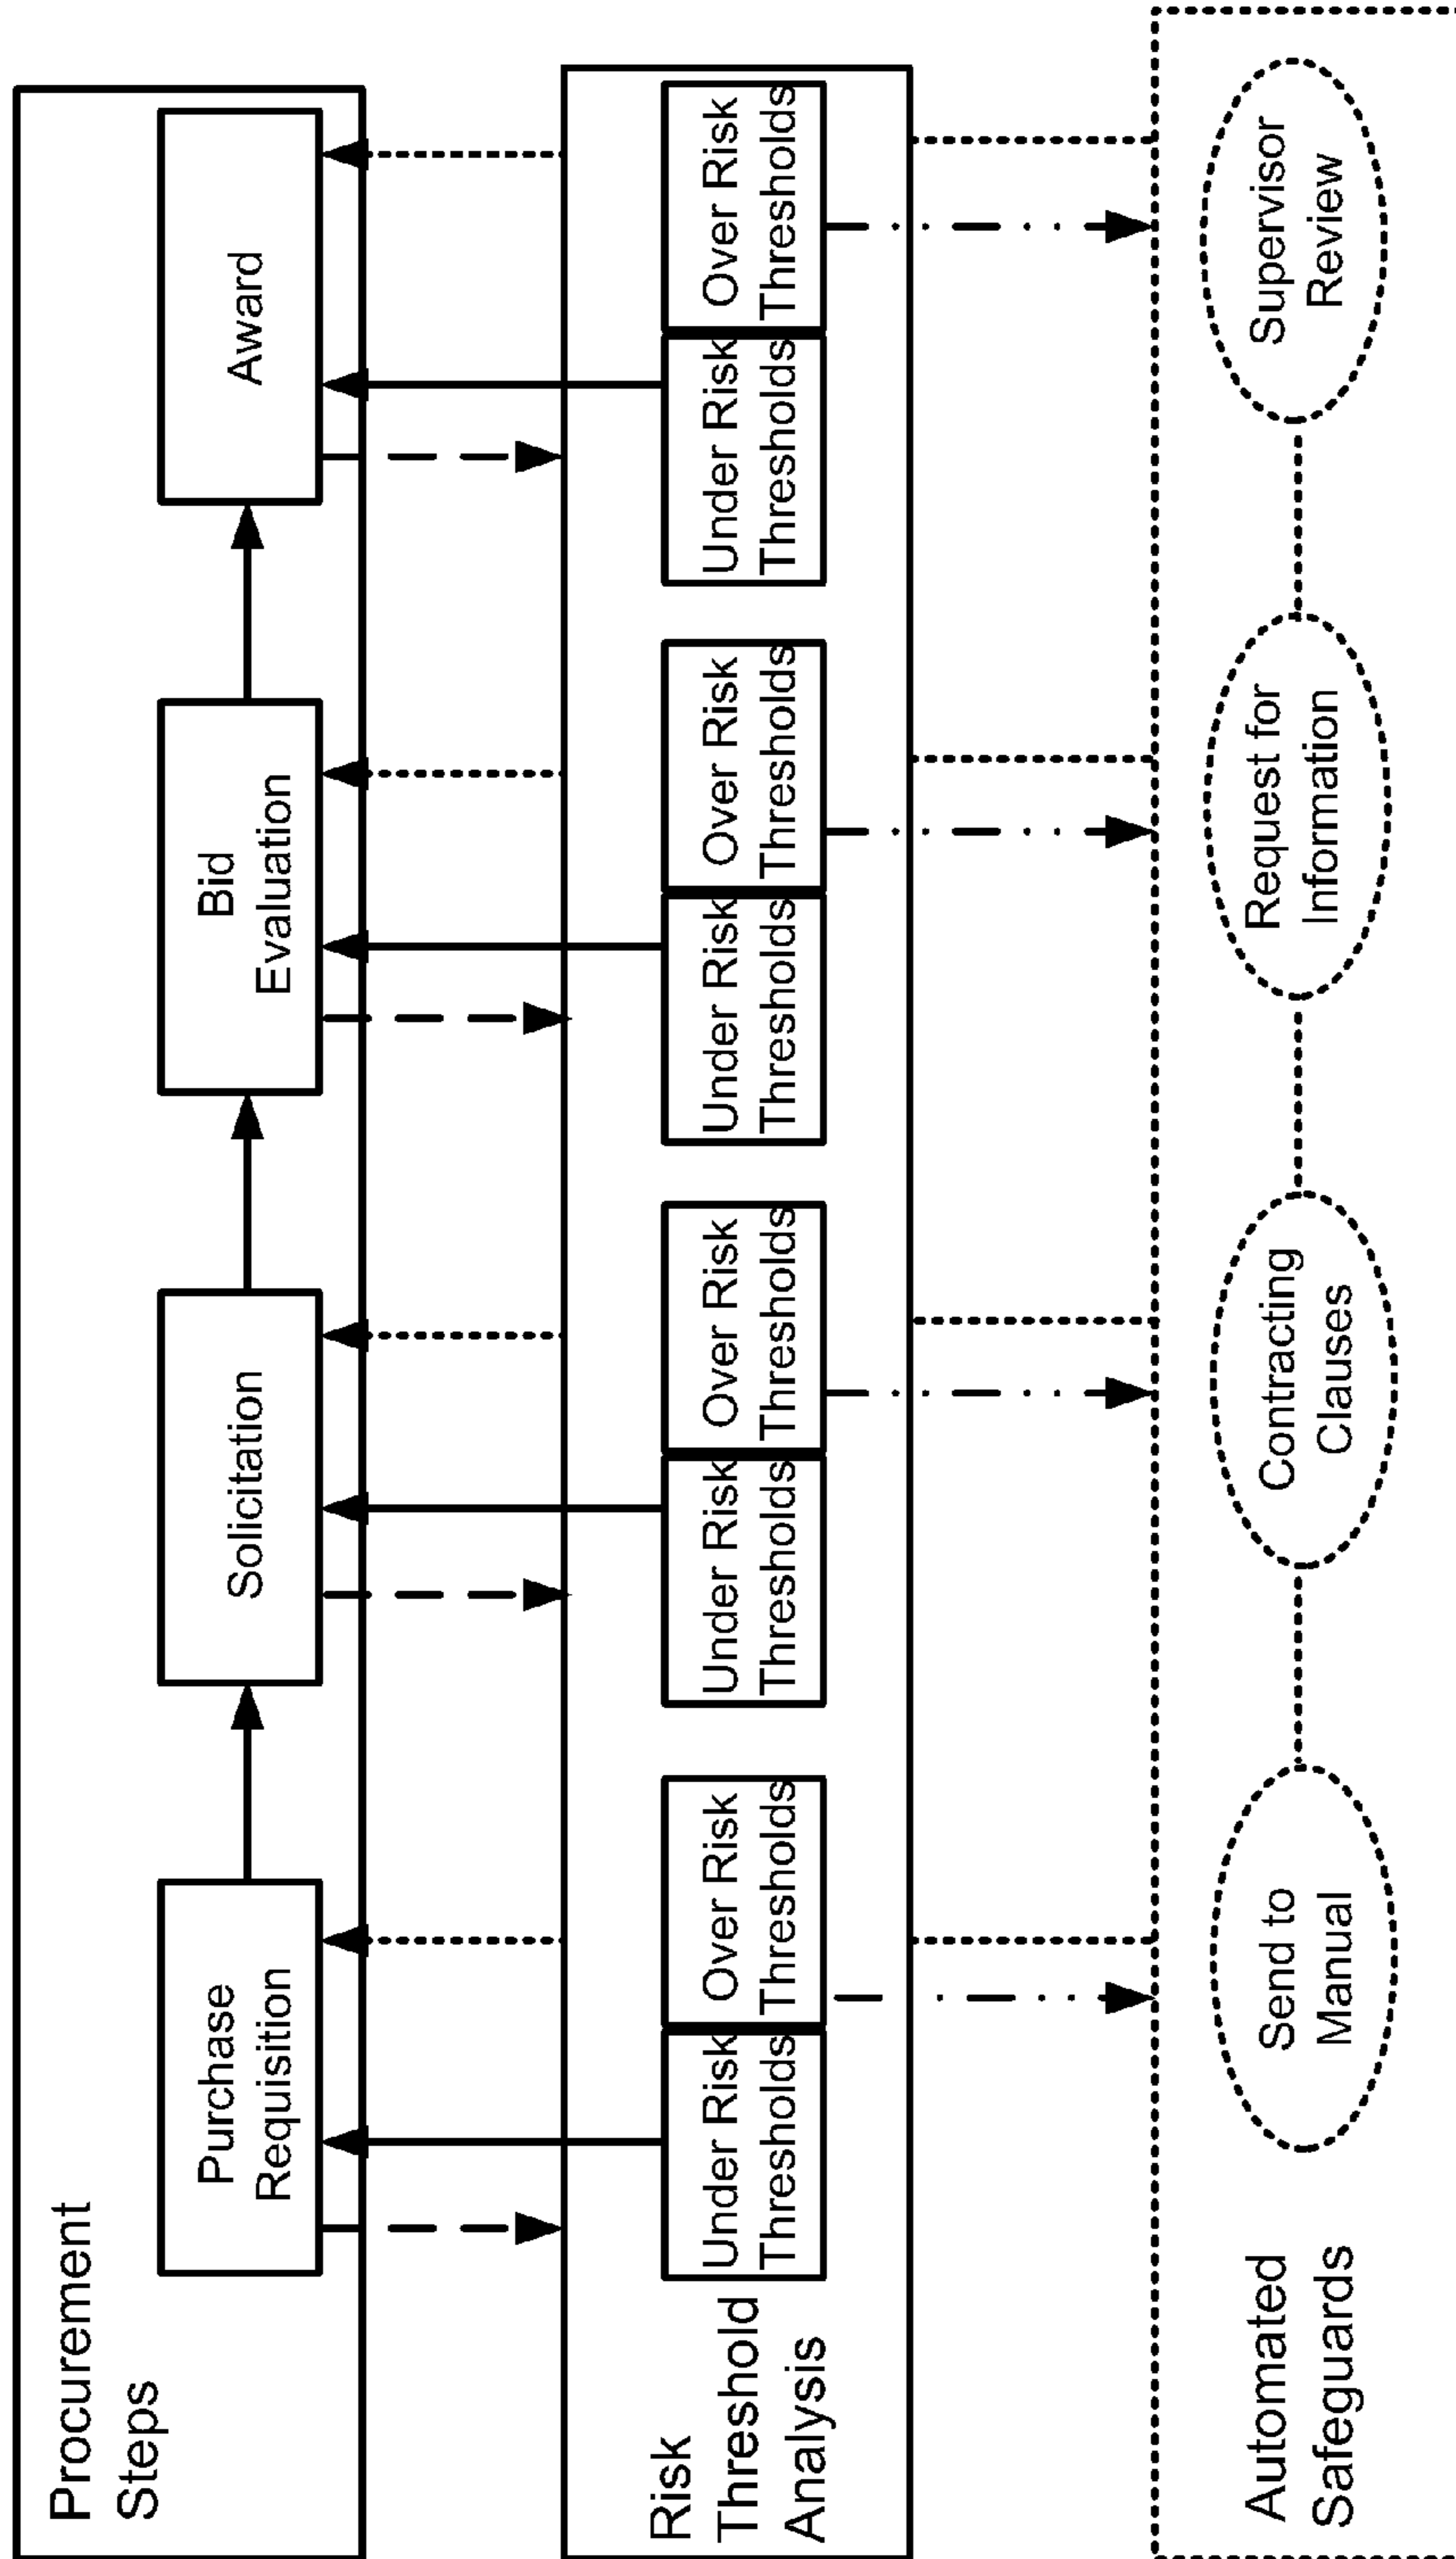 Procurement
Steps
Purchase
Requisition
Solicitation
Bid
Evaluation
Award
Risk
Threshold
Analysis
Under Risk
Thresholds
Over Risk
Thresholds
Under Risk
Thresholds
Over Risk
Thresholds
Under Risk
Thresholds
Over Risk
Thresholds
Under Risk
Thresholds
Over Risk
Thresholds
Automated
Safeguards
Send to
Manual
Contracting
Clauses
Request for
Information
Supervisor
Review